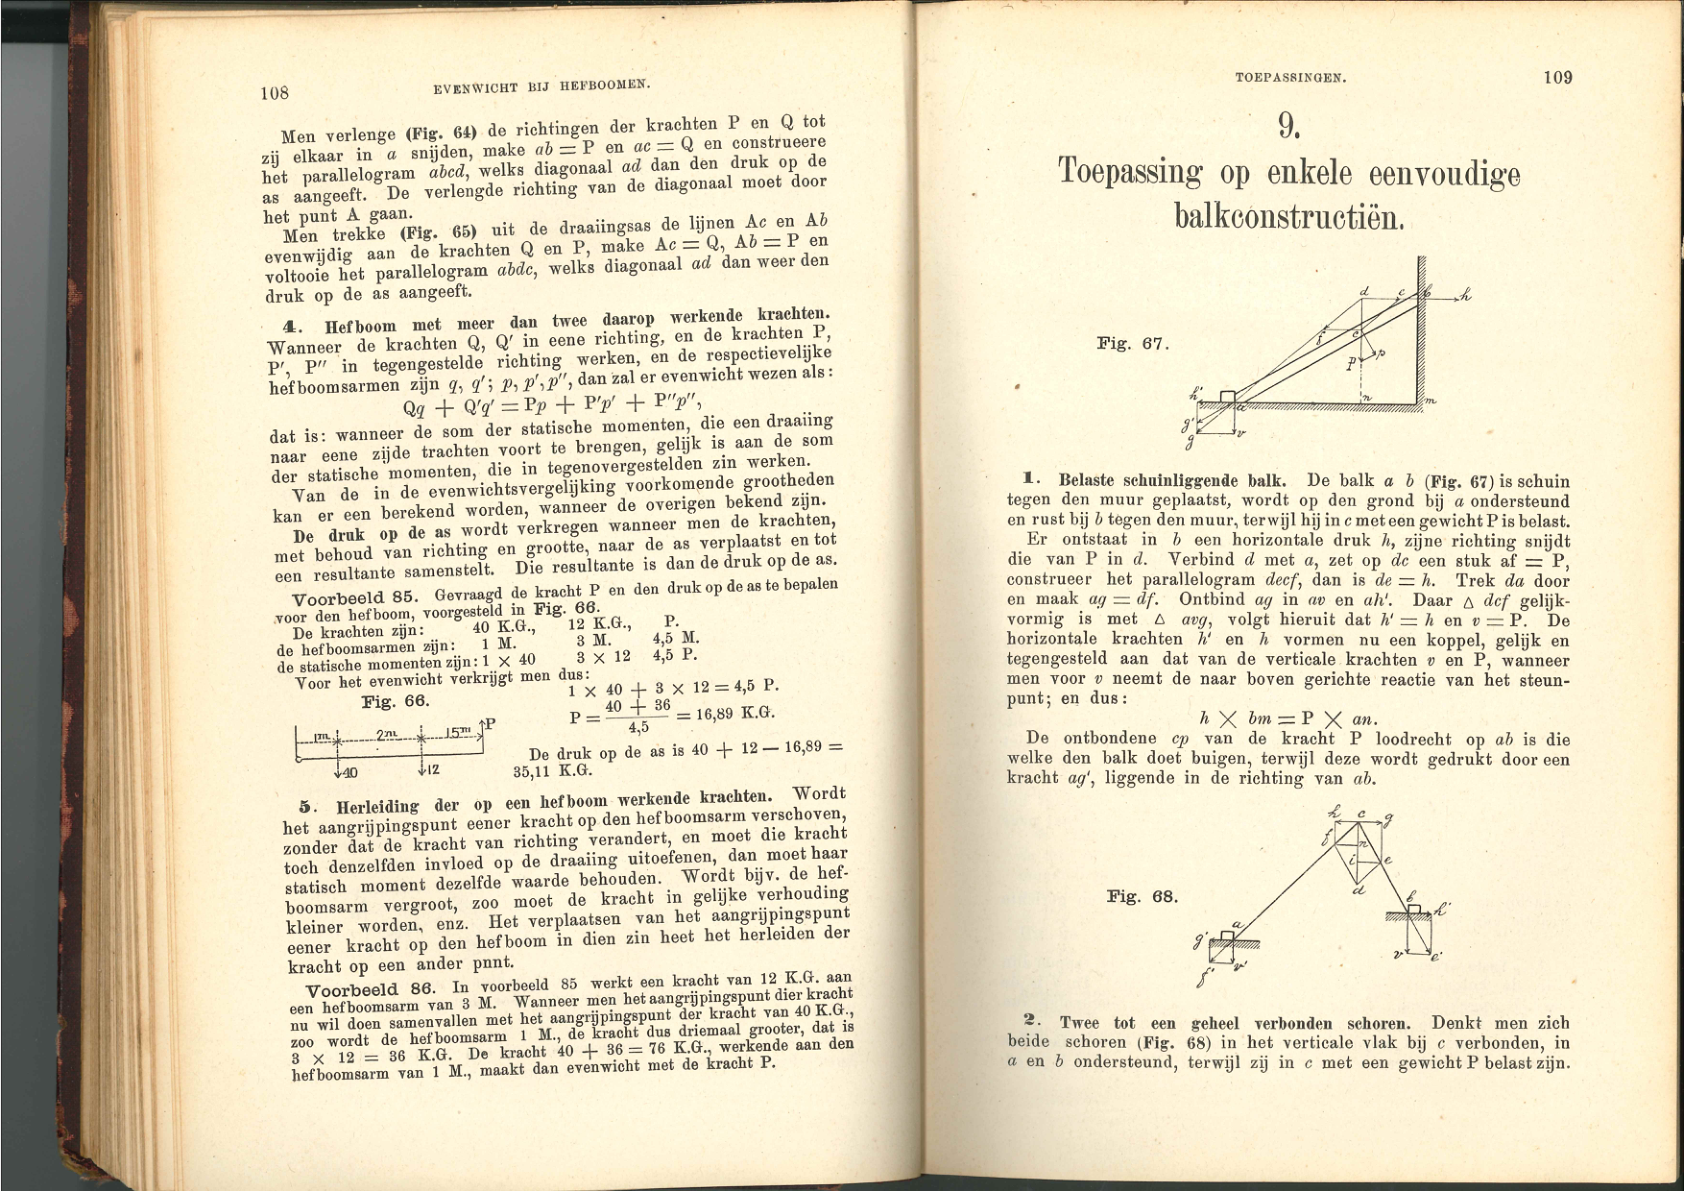 108
EVENWICHT BIJ HEFBOOMEN.
Men verlenge (Fig. 64) de richtingen der krachten P en Q tot
zij elkaar in a snijden, make ab = P en ac = Q en construeere
het parallelogram abcd, welks diagonaal ad dan den druk op de
as aangeeft. De verlengde richting van de diagonaal moet door
het punt A gaan.
Men trekke (Fig. 65) uit de draaiingsas de lijnen Ac en Ab
evenwijdig aan de krachten Q en P, make Ac = Q, Ab = P en
voltooie het parallelogram abdc, welks diagonaal ad dan weer den
druk op de as aangeeft.
4. Hefboom met meer dan twee daarop werkende krachten.
Wanneer de krachten Q, Q′ in eene richting, en de krachten P,
P′, P″ in tegengestelde richting werken, en de respectievelijke
hefboomsarmen zijn q, q′; p, p′, p″, dan zal er evenwicht wezen als:
Qq + Q′q′ = Pp + P′p′ + P″p″,
dat is: wanneer de som der statische momenten, die een draaiing
naar eene zijde trachten voort te brengen, gelijk is aan de som
der statische momenten, die in tegenovergestelden zin werken.
Van de in de evenwichtsvergelijking voorkomende grootheden
kan er een berekend worden, wanneer de overigen bekend zijn.
De druk op de as wordt verkregen wanneer men de krachten,
met behoud van richting en grootte, naar de as verplaatst en tot
een resultante samenstelt. Die resultante is dan de druk op de as.
Voorbeeld 85. Gevraagd de kracht P en den druk op de as te bepalen
voor den hefboom, voorgesteld in Fig. 66.
De krachten zijn: 40 K.G., 12 K.G., P.
de hefboomsarmen zijn: 1 M. 3 M. 4,5 M.
de statische momenten zijn: 1 × 40 3 × 12 4,5 P.
Voor het evenwicht verkrijgt men dus:
1 × 40 + 3 × 12 = 4,5 P.
P = 40 + 36 / 4,5 = 16,89 K.G.
Fig. 66.
1m. 2m. 1.5m P
40 12
De druk op de as is 40 + 12 — 16,89 =
35,11 K.G.
5. Herleiding der op een hefboom werkende krachten. Wordt
het aangrijpingspunt eener kracht op den hefboomsarm verschoven,
zonder dat de kracht van richting verandert, en moet die kracht
toch denzelfden invloed op de draaiing uitoefenen, dan moet haar
statisch moment dezelfde waarde behouden. Wordt bijv. de hef-
boomsarm vergroot, zoo moet de kracht in gelijke verhouding
kleiner worden, enz. Het verplaatsen van het aangrijpingspunt
eener kracht op den hefboom in dien zin heet het herleiden der
kracht op een ander pnnt.
Voorbeeld 86. In voorbeeld 85 werkt een kracht van 12 K.G. aan
een hefboomsarm van 3 M. Wanneer men het aangrijpingspunt dier kracht
nu wil doen samenvallen met het aangrijpingspunt der kracht van 40 K.G.,
zoo wordt de hefboomsarm 1 M., de kracht dus driemaal grooter, dat is
3 × 12 = 36 K.G. De kracht 40 + 36 = 76 K.G., werkende aan den
hefboomsarm van 1 M., maakt dan evenwicht met de kracht P.
TOEPASSINGEN.
109
9.
Toepassing op enkele eenvoudige
balkconstructiën.
Fig. 67.
d c b h
f e
P p
h′ a n m
g′
g v
1. Belaste schuinliggende balk. De balk a b (Fig. 67) is schuin
tegen den muur geplaatst, wordt op den grond bij a ondersteund
en rust bij b tegen den muur, terwijl hij in c met een gewicht P is belast.
Er ontstaat in b een horizontale druk h, zijne richting snijdt
die van P in d. Verbind d met a, zet op dc een stuk af = P,
construeer het parallelogram decf, dan is de = h. Trek da door
en maak ag = df. Ontbind ag in av en ah′. Daar △ dcf gelijk-
vormig is met △ avg, volgt hieruit dat h′ = h en v = P. De
horizontale krachten h′ en h vormen nu een koppel, gelijk en
tegengesteld aan dat van de verticale krachten v en P, wanneer
men voor v neemt de naar boven gerichte reactie van het steun-
punt; en dus:
h × bm = P × an.
De ontbondene cp van de kracht P loodrecht op ab is die
welke den balk doet buigen, terwijl deze wordt gedrukt door een
kracht ag′, liggende in de richting van ab.
Fig. 68.
h c g
f n
i e
d
b
h′
a
g′
v e′
f′ v′
2. Twee tot een geheel verbonden schoren. Denkt men zich
beide schoren (Fig. 68) in het verticale vlak bij c verbonden, in
a en b ondersteund, terwijl zij in c met een gewicht P belast zijn.